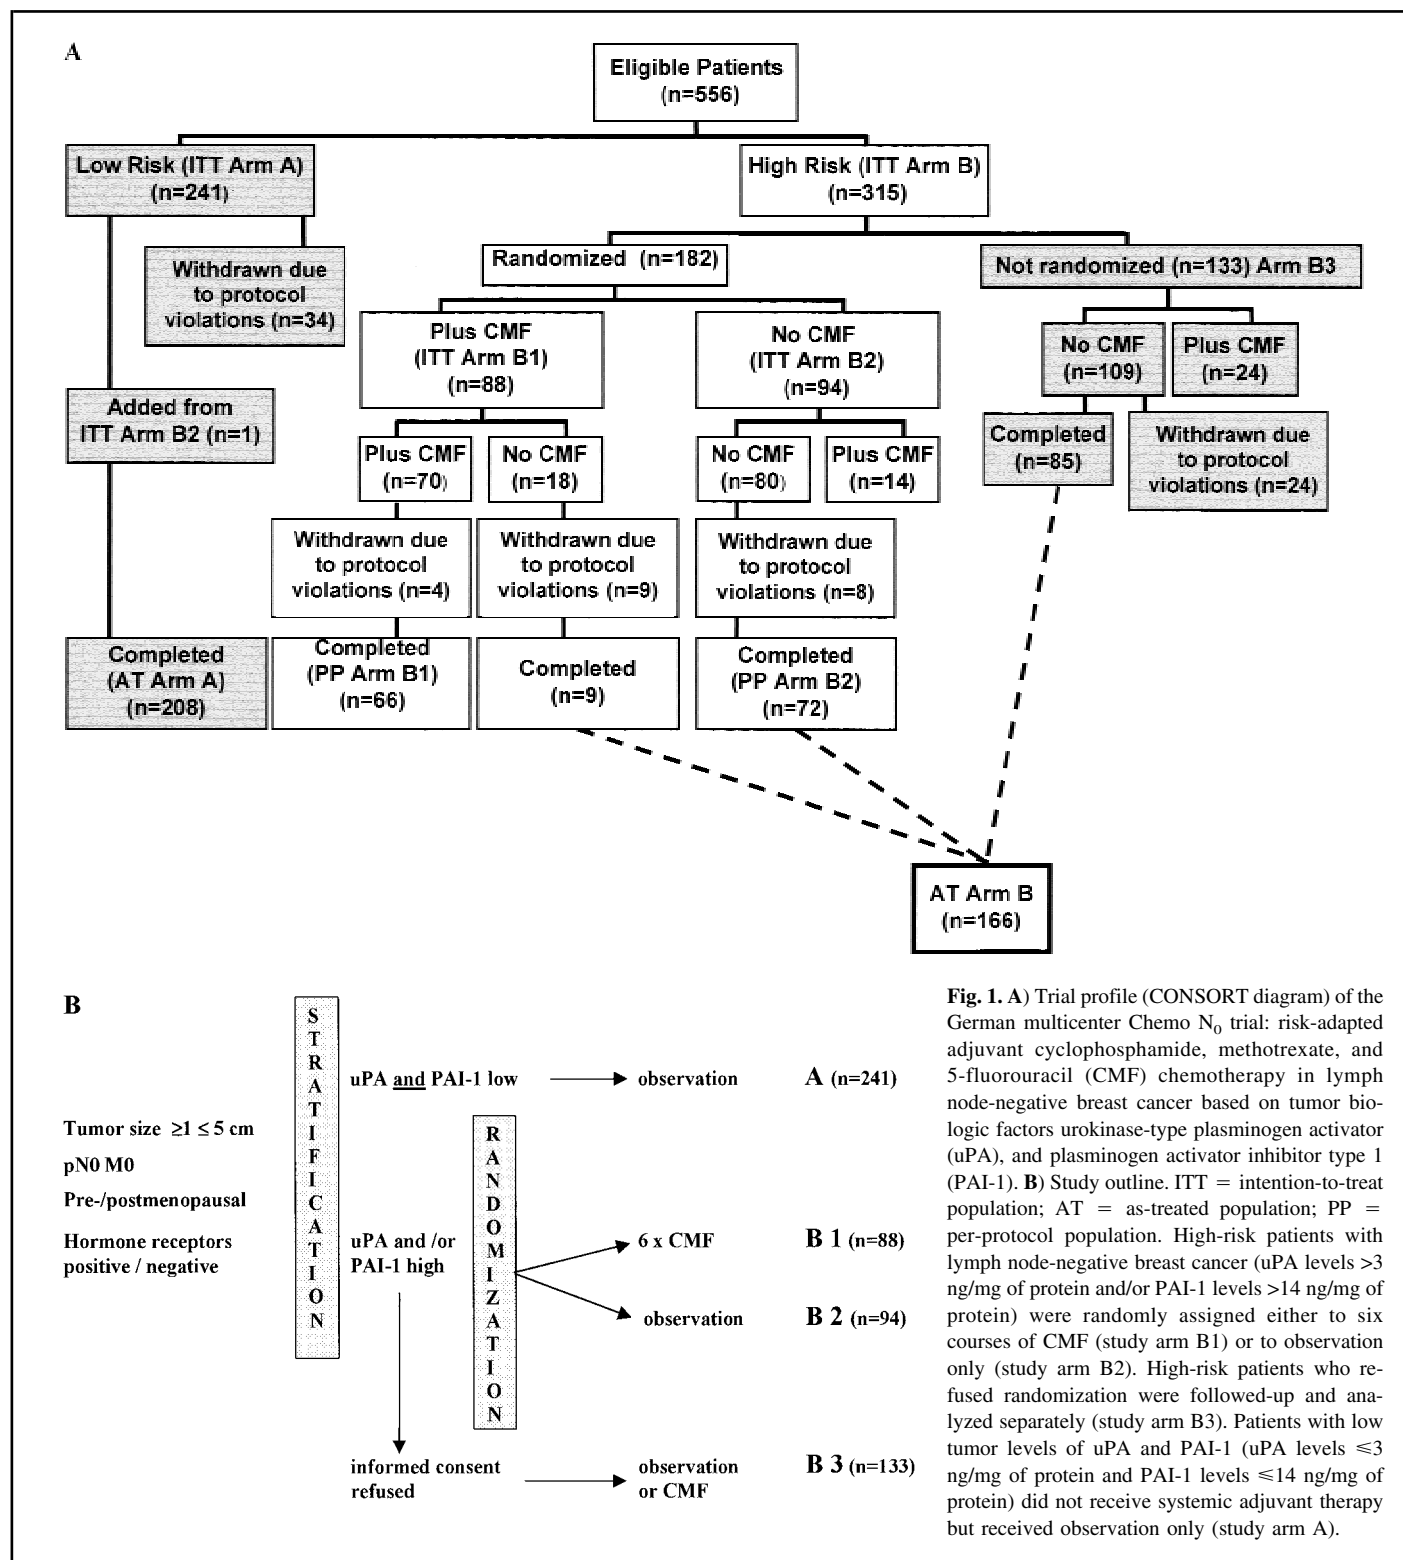 A
Eligible Patients
(n=556)
Low Risk (ITT Arm A)
(n=241)
High Risk (ITT Arm B)
(n=315)
Withdrawn due
to protocol
violations (n=34)
Randomized (n=182)
Not randomized (n=133) Arm B3
Plus CMF
(ITT Arm B1)
(n=88)
No CMF
(ITT Arm B2)
(n=94)
No CMF
(n=109)
Plus CMF
(n=24)
Added from
ITT Arm B2 (n=1)
Plus CMF
(n=70)
No CMF
(n=18)
No CMF
(n=80)
Plus CMF
(n=14)
Completed
(n=85)
Withdrawn due
to protocol
violations (n=24)
Withdrawn due
to protocol
violations (n=4)
Withdrawn due
to protocol
violations (n=9)
Withdrawn due
to protocol
violations (n=8)
Completed
(AT Arm A)
(n=208)
Completed
(PP Arm B1)
(n=66)
Completed
(n=9)
Completed
(PP Arm B2)
(n=72)
AT Arm B
(n=166)
B
Tumor size ≥1 ≤ 5 cm
pN0 M0
Pre-/postmenopausal
Hormone receptors
positive / negative
STRATIFICATION
uPA and PAI-1 low
observation
A (n=241)
uPA and /or
PAI-1 high
RANDOMIZATION
6 x CMF
B 1 (n=88)
observation
B 2 (n=94)
informed consent
refused
observation
or CMF
B 3 (n=133)
Fig. 1. A) Trial profile (CONSORT diagram) of the
German multicenter Chemo N0 trial: risk-adapted
adjuvant cyclophosphamide, methotrexate, and
5-fluorouracil (CMF) chemotherapy in lymph
node-negative breast cancer based on tumor bio-
logic factors urokinase-type plasminogen activator
(uPA), and plasminogen activator inhibitor type 1
(PAI-1). B) Study outline. ITT = intention-to-treat
population; AT = as-treated population; PP =
per-protocol population. High-risk patients with
lymph node-negative breast cancer (uPA levels >3
ng/mg of protein and/or PAI-1 levels >14 ng/mg of
protein) were randomly assigned either to six
courses of CMF (study arm B1) or to observation
only (study arm B2). High-risk patients who re-
fused randomization were followed-up and ana-
lyzed separately (study arm B3). Patients with low
tumor levels of uPA and PAI-1 (uPA levels ≤3
ng/mg of protein and PAI-1 levels ≤14 ng/mg of
protein) did not receive systemic adjuvant therapy
but received observation only (study arm A).